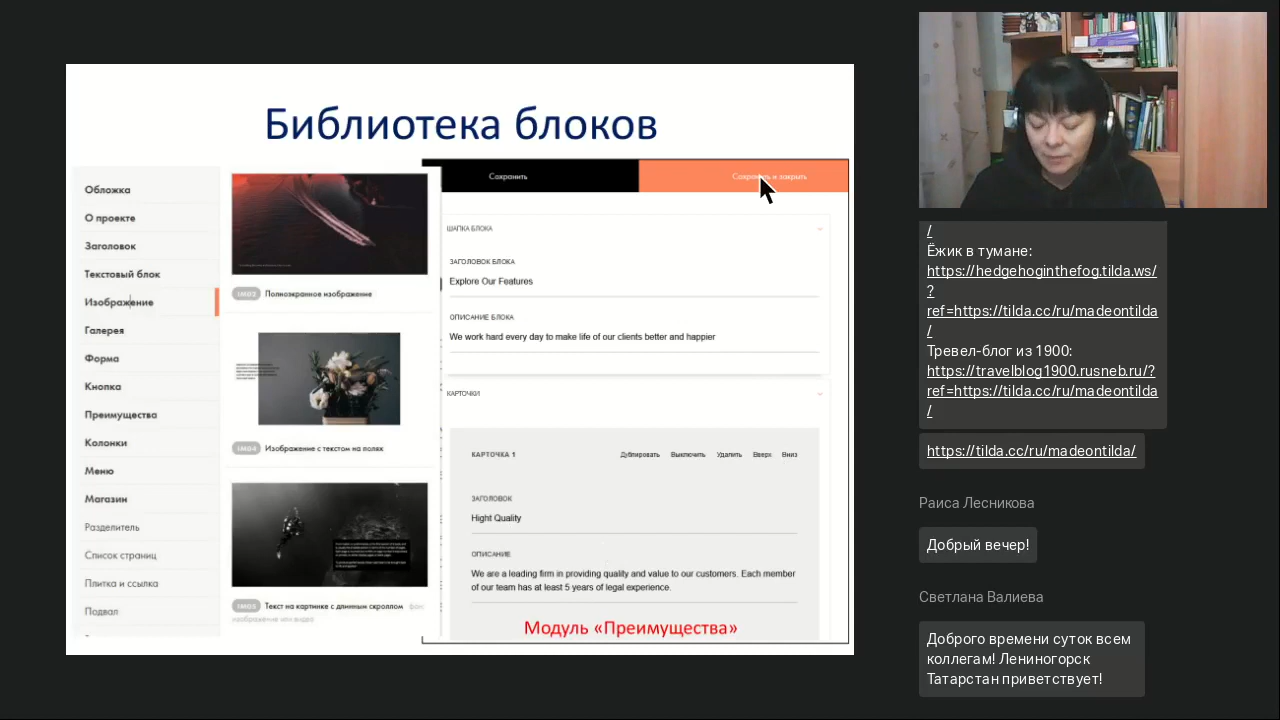 Библиотека блоков
Обложка
О проекте
Заголовок
Текстовый блок
Изображение
Галерея
Форма
Кнопка
Преимущества
Колонки
Меню
Магазин
Разделитель
Список страниц
Плитка и ссылка
Подвал
Полноэкранное изображение
Изображение с текстом на полях
Текст на картинке с длинным скроллом
изображение или видео
Сохранить
Сохранить и закрыть
ШАПКА БЛОКА
ЗАГОЛОВОК БЛОКА
Explore Our Features
ОПИСАНИЕ БЛОКА
We work hard every day to make life of our clients better and happier
КАРТОЧКИ
КАРТОЧКА 1
Дублировать Выключить Удалить Вверх Вниз
ЗАГОЛОВОК
Hight Quality
ОПИСАНИЕ
We are a leading firm in providing quality and value to our customers. Each member
of our team has at least 5 years of legal experience.
Модуль «Преимущества»
/
Ёжик в тумане:
https://hedgehoginthefog.tilda.ws/
?
ref=https://tilda.cc/ru/madeontilda
/
Тревел-блог из 1900:
https://travelblog1900.rusneb.ru/?
ref=https://tilda.cc/ru/madeontilda
/
https://tilda.cc/ru/madeontilda/
Раиса Лесникова
Добрый вечер!
Светлана Валиева
Доброго времени суток всем
коллегам! Лениногорск
Татарстан приветствует!